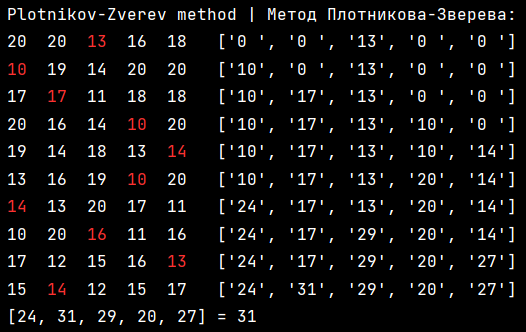 Plotnikov-Zverev method | Метод Плотникова-Зверева:
20  20  13  16  18   ['0 ', '0 ', '13', '0 ', '0 ']
10  19  14  20  20   ['10', '0 ', '13', '0 ', '0 ']
17  17  11  18  18   ['10', '17', '13', '0 ', '0 ']
20  16  14  10  20   ['10', '17', '13', '10', '0 ']
19  14  18  13  14   ['10', '17', '13', '10', '14']
13  16  19  10  20   ['10', '17', '13', '20', '14']
14  13  20  17  11   ['24', '17', '13', '20', '14']
10  20  16  11  16   ['24', '17', '29', '20', '14']
17  12  15  16  13   ['24', '17', '29', '20', '27']
15  14  12  15  17   ['24', '31', '29', '20', '27']
[24, 31, 29, 20, 27] = 31